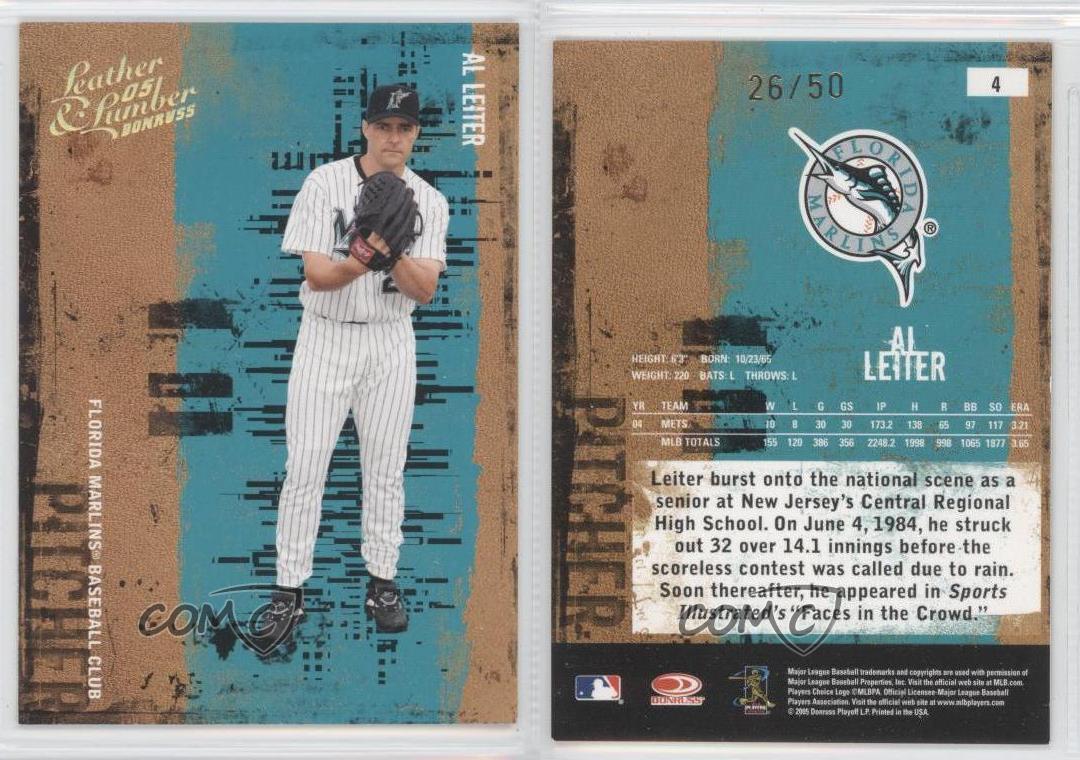 Leather
05
& Lumber
DONRUSS
AL LEITER
FLORIDA MARLINS® BASEBALL CLUB
PITCHER
26/50
4
FLORIDA
MARLINS
®
AL
LEITER
HEIGHT: 6'3" BORN: 10/23/65
WEIGHT: 220 BATS: L THROWS: L
YR TEAM W L G GS IP H R BB SO ERA
04 METS 10 8 30 30 173.2 138 65 97 117 3.21
MLB TOTALS 155 120 386 356 2248.2 1998 998 1065 1877 3.65
PITCHER
Leiter burst onto the national scene as a
senior at New Jersey's Central Regional
High School. On June 4, 1984, he struck
out 32 over 14.1 innings before the
scoreless contest was called due to rain.
Soon thereafter, he appeared in Sports
Illustrated's "Faces in the Crowd."
COMC
COMC
DONRUSS
PLAYERS
Major League Baseball trademarks and copyrights are used with permission of
Major League Baseball Properties, Inc. Visit the official web site at MLB.com.
Players Choice Logo ©MLBPA. Official Licensee-Major League Baseball
Players Association. Visit the official web site at www.mlbplayers.com
© 2005 Donruss Playoff L.P. Printed in the USA.